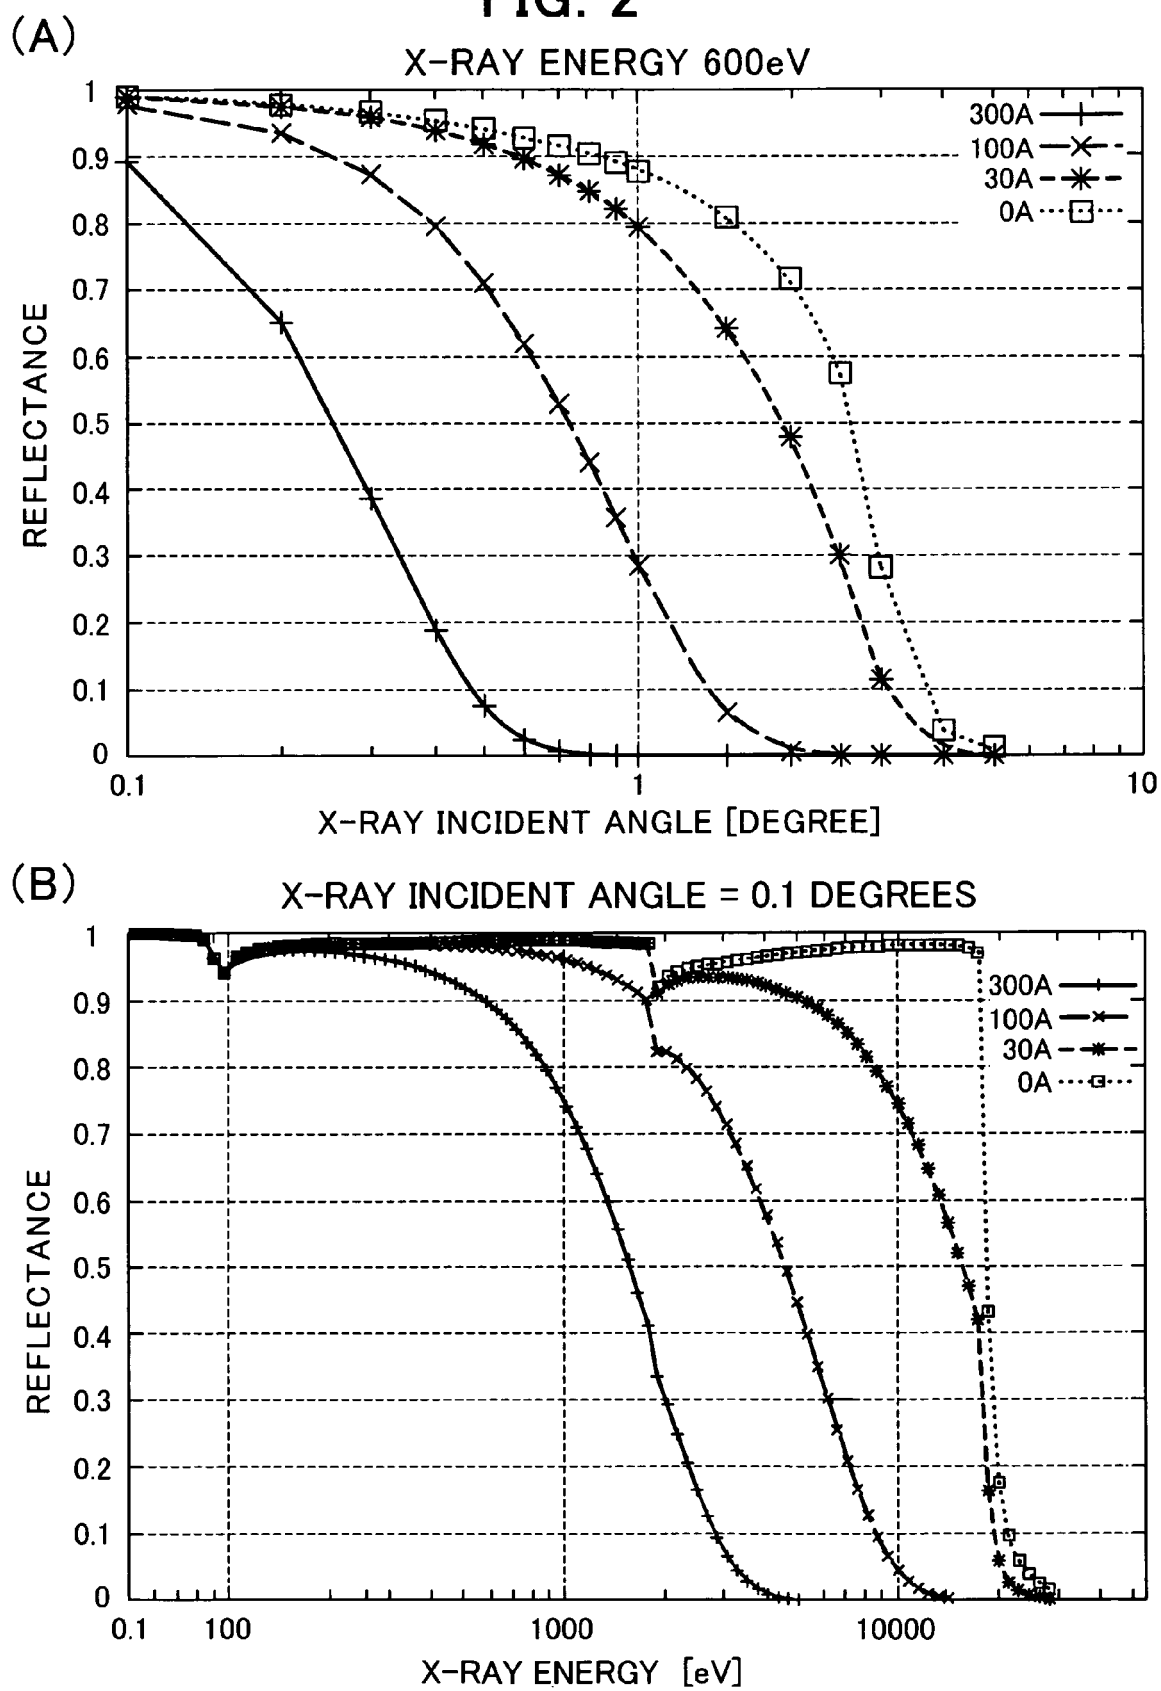 FIG. 2
(A)
X-RAY ENERGY 600eV
300A
100A
30A
0A
1
0.9
0.8
0.7
0.6
0.5
0.4
0.3
0.2
0.1
0
REFLECTANCE
0.1 1 10
X-RAY INCIDENT ANGLE [DEGREE]
(B)
X-RAY INCIDENT ANGLE = 0.1 DEGREES
300A
100A
30A
0A
1
0.9
0.8
0.7
0.6
0.5
0.4
0.3
0.2
0.1
0
REFLECTANCE
0.1 100 1000 10000
X-RAY ENERGY [eV]